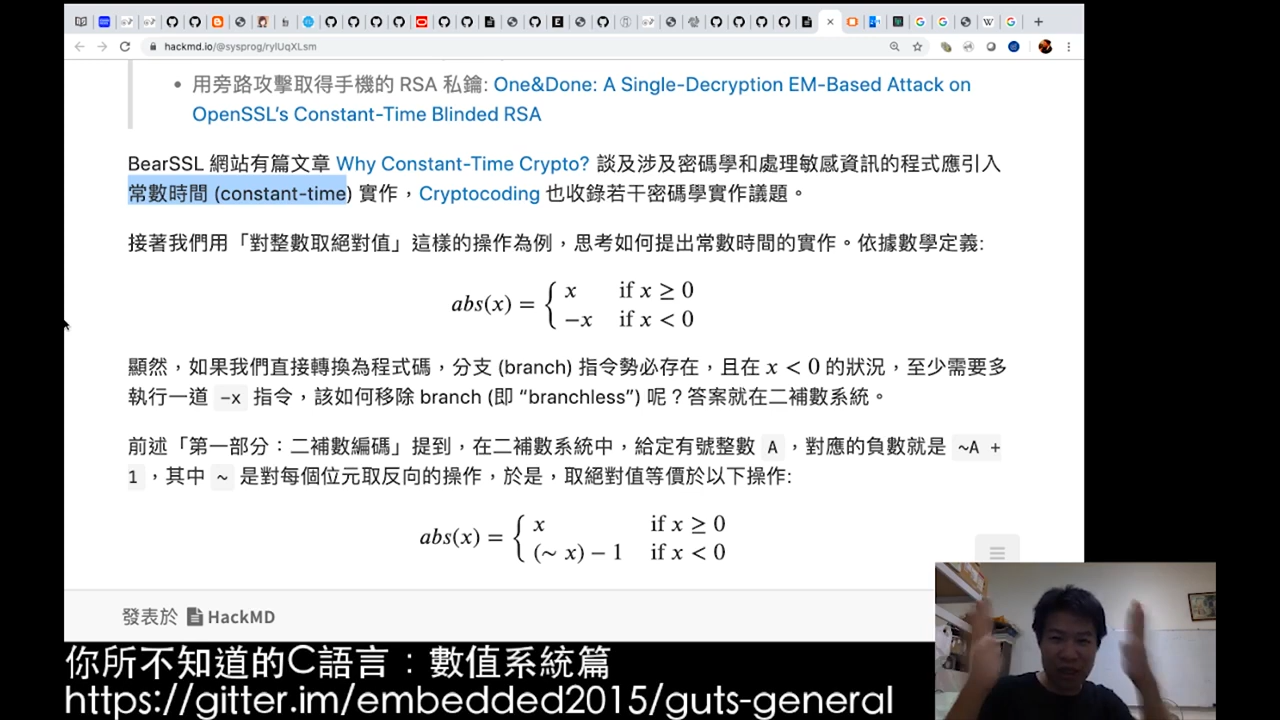 hackmd.io/@sysprog/rylUqXLsm
• 用旁路攻擊取得手機的 RSA 私鑰: One&Done: A Single-Decryption EM-Based Attack on
OpenSSL's Constant-Time Blinded RSA
BearSSL 網站有篇文章 Why Constant-Time Crypto? 談及涉及密碼學和處理敏感資訊的程式應引入
常數時間 (constant-time) 實作，Cryptocoding 也收錄若干密碼學實作議題。
接著我們用「對整數取絕對值」這樣的操作為例，思考如何提出常數時間的實作。依據數學定義:
abs(x) = { x if x ≥ 0
−x if x < 0
顯然，如果我們直接轉換為程式碼，分支 (branch) 指令勢必存在，且在 x < 0 的狀況，至少需要多
執行一道 -x 指令，該如何移除 branch (即 “branchless”) 呢？答案就在二補數系統。
前述「第一部分：二補數編碼」提到，在二補數系統中，給定有號整數 A ，對應的負數就是 ~A +
1 ，其中 ~ 是對每個位元取反向的操作，於是，取絕對值等價於以下操作:
abs(x) = { x if x ≥ 0
(~ x) − 1 if x < 0
發表於 HackMD
你所不知道的C語言：數值系統篇
https://gitter.im/embedded2015/guts-general